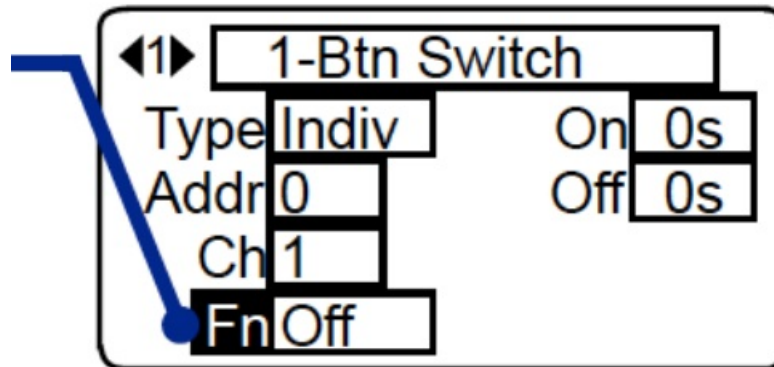 ◀1▶ 1-Btn Switch
Type Indiv On 0s
Addr 0 Off 0s
Ch 1
Fn Off